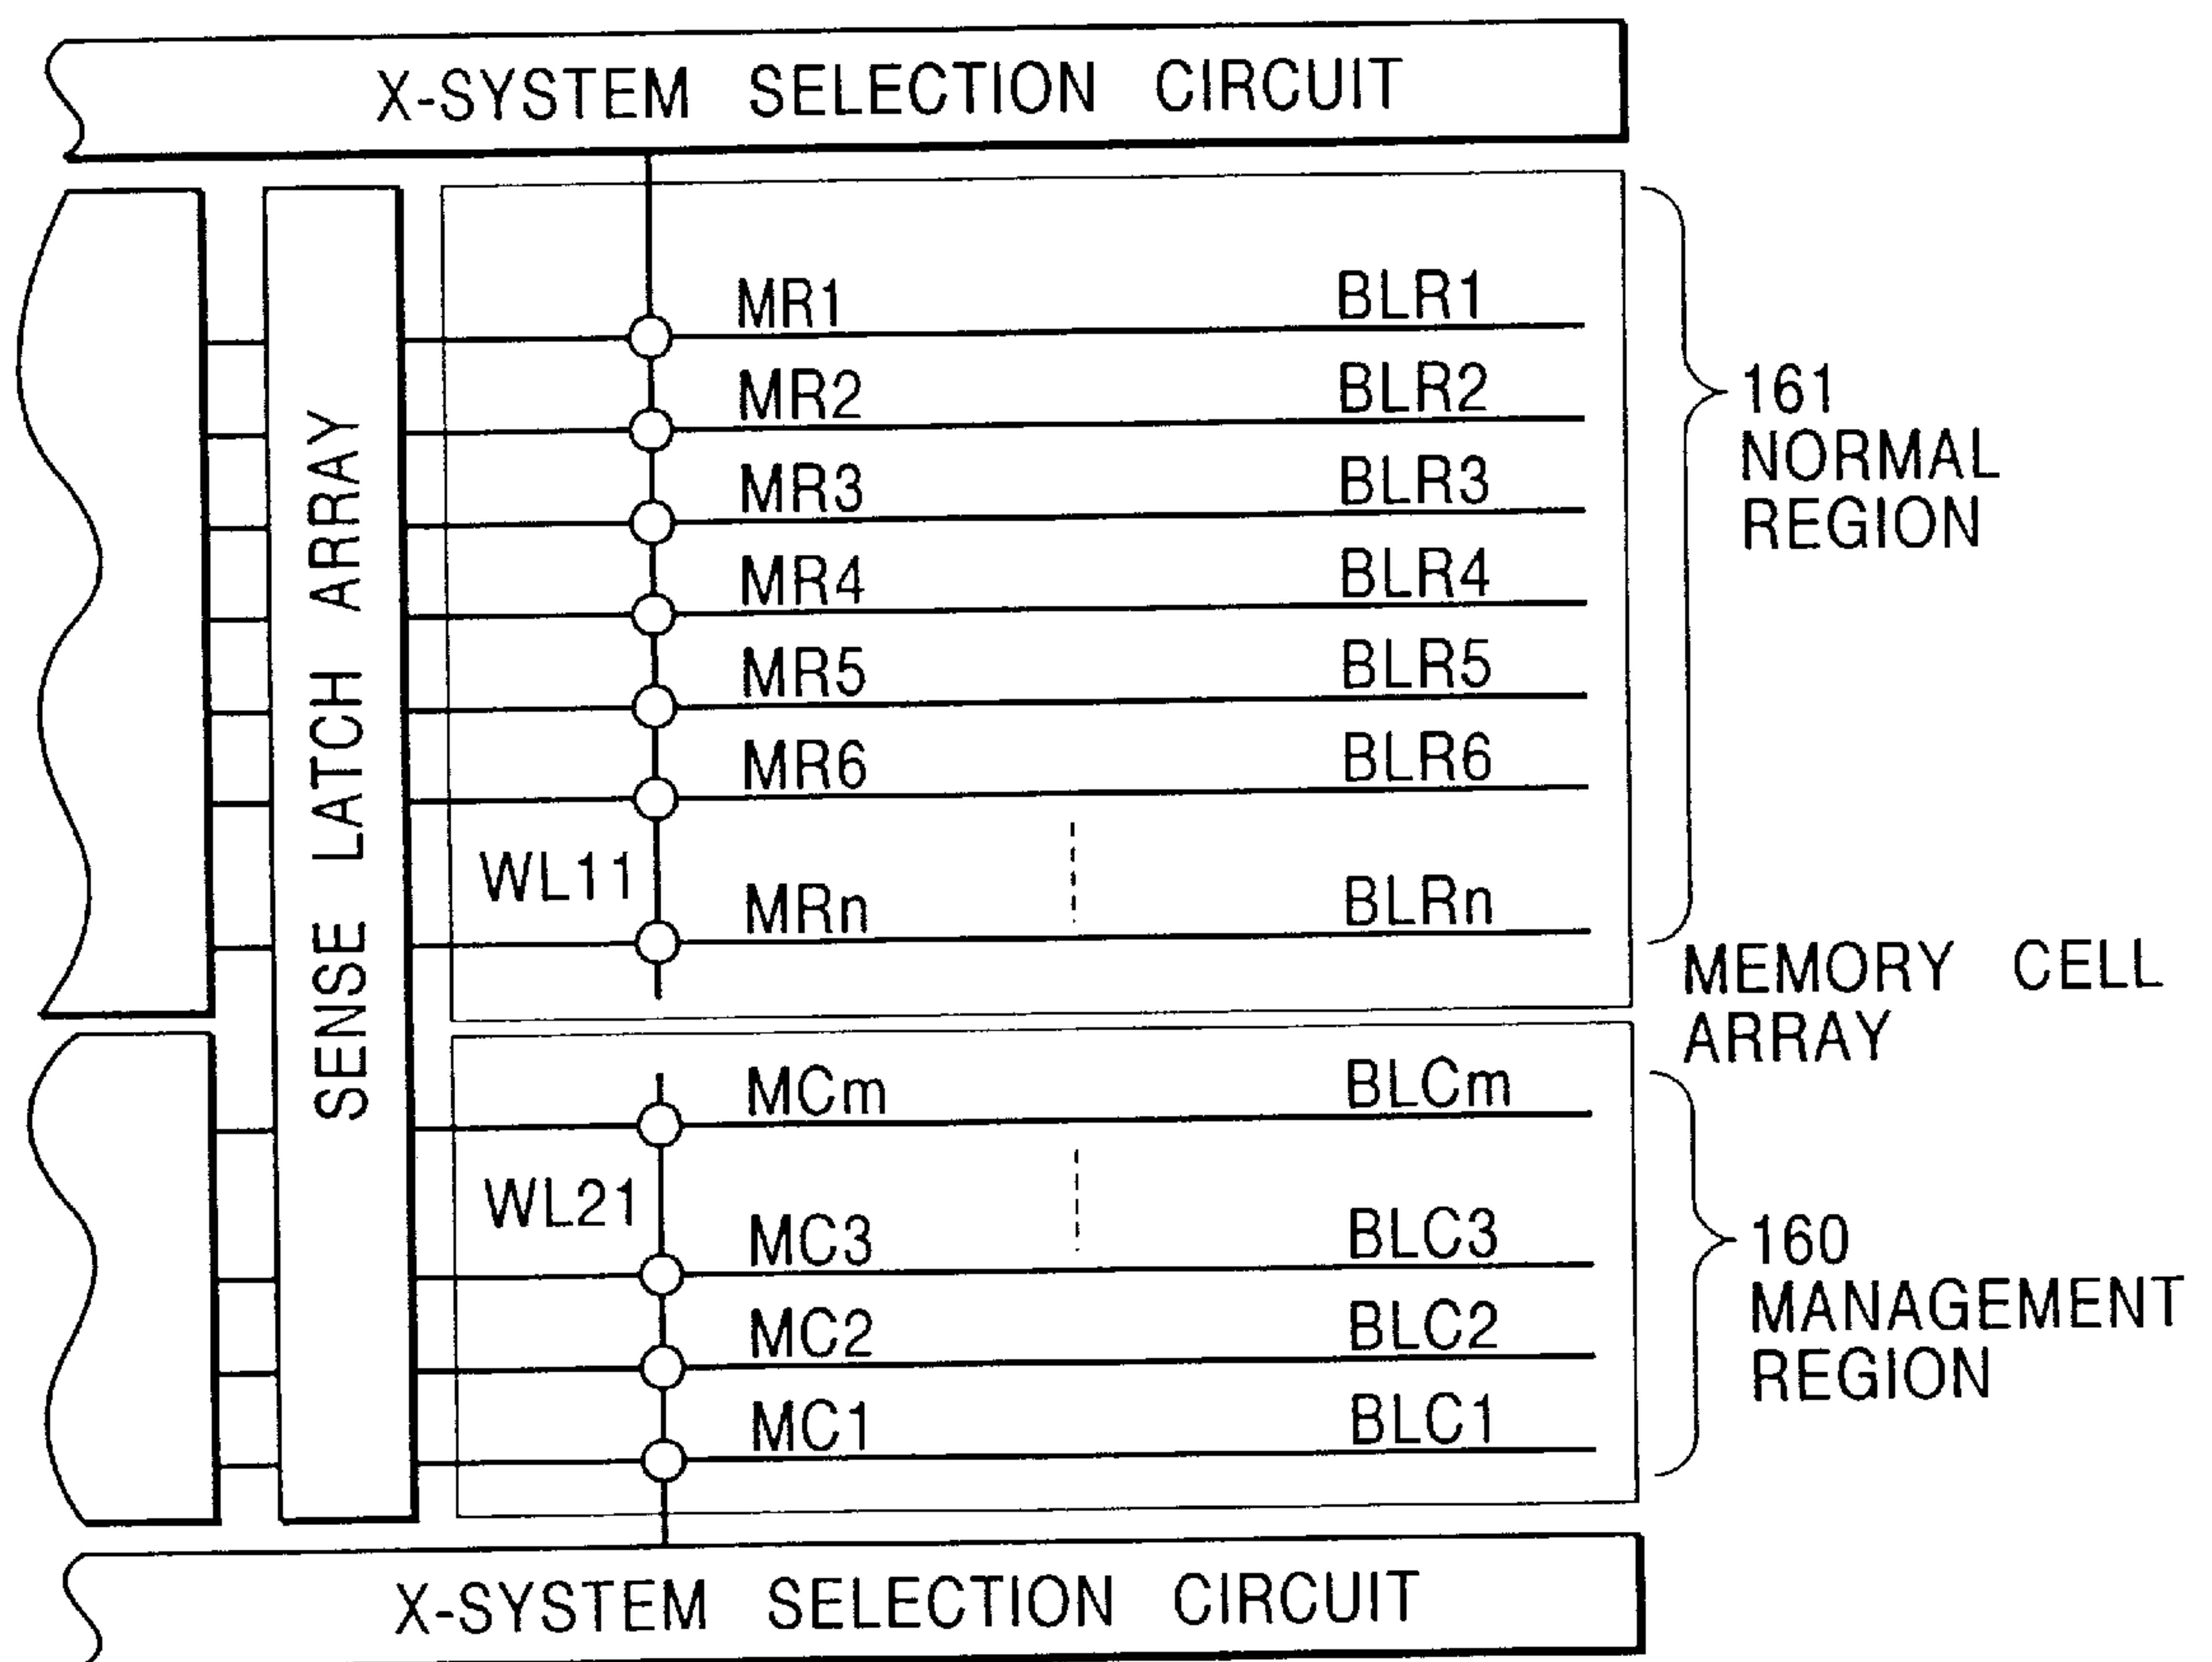 X-SYSTEM SELECTION CIRCUIT
MR1 BLR1
MR2 BLR2
161
NORMAL
REGION
MR3 BLR3
MR4 BLR4
MR5 BLR5
MR6 BLR6
SENSE LATCH ARRAY
WL11
MRn BLRn
MEMORY CELL
ARRAY
MCm BLCm
WL21
MC3 BLC3
160
MANAGEMENT
REGION
MC2 BLC2
MC1 BLC1
X-SYSTEM SELECTION CIRCUIT